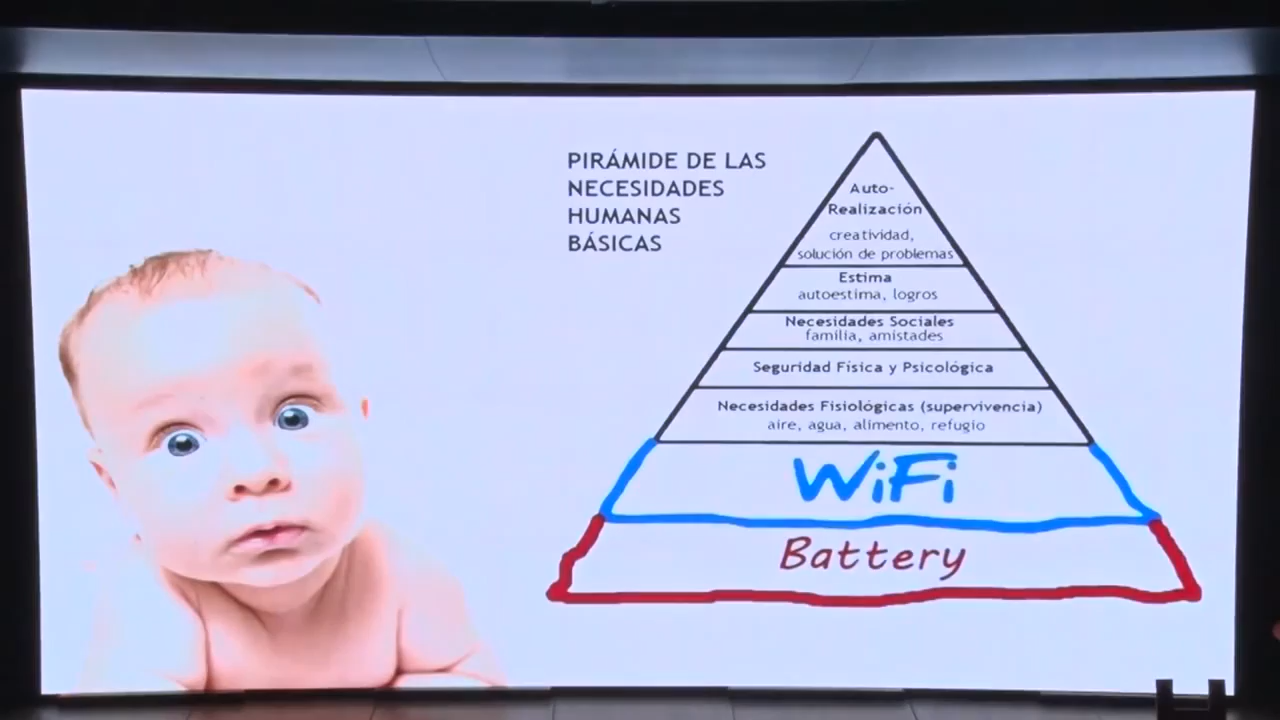 PIRÁMIDE DE LAS
NECESIDADES
HUMANAS
BÁSICAS
Auto-
Realización
creatividad,
solución de problemas
Estima
autoestima, logros
Necesidades Sociales
familia, amistades
Seguridad Física y Psicológica
Necesidades Fisiológicas (supervivencia)
aire, agua, alimento, refugio
WiFi
Battery